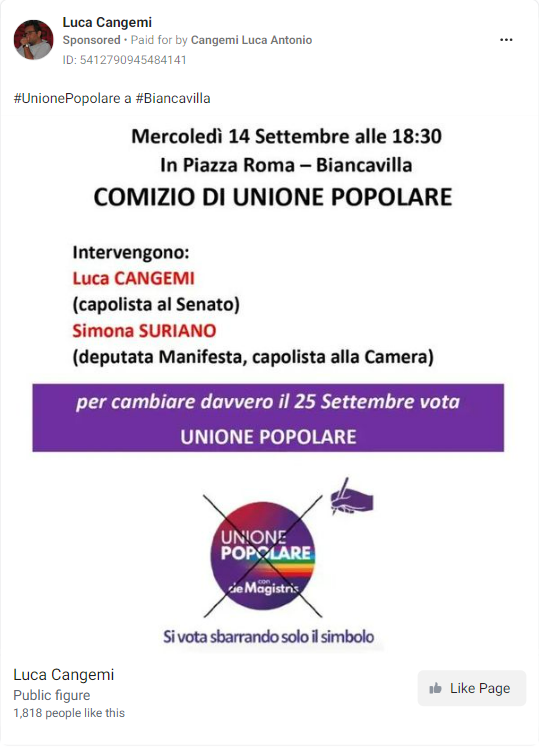 Luca Cangemi
Sponsored • Paid for by Cangemi Luca Antonio
ID: 5412790945484141
#UnionePopolare a #Biancavilla
Mercoledì 14 Settembre alle 18:30
In Piazza Roma – Biancavilla
COMIZIO DI UNIONE POPOLARE
Intervengono:
Luca CANGEMI
(capolista al Senato)
Simona SURIANO
(deputata Manifesta, capolista alla Camera)
per cambiare davvero il 25 Settembre vota
UNIONE POPOLARE
UNIONE
POPOLARE
con
de Magistris
Si vota sbarrando solo il simbolo
Luca Cangemi
Public figure
1,818 people like this
Like Page